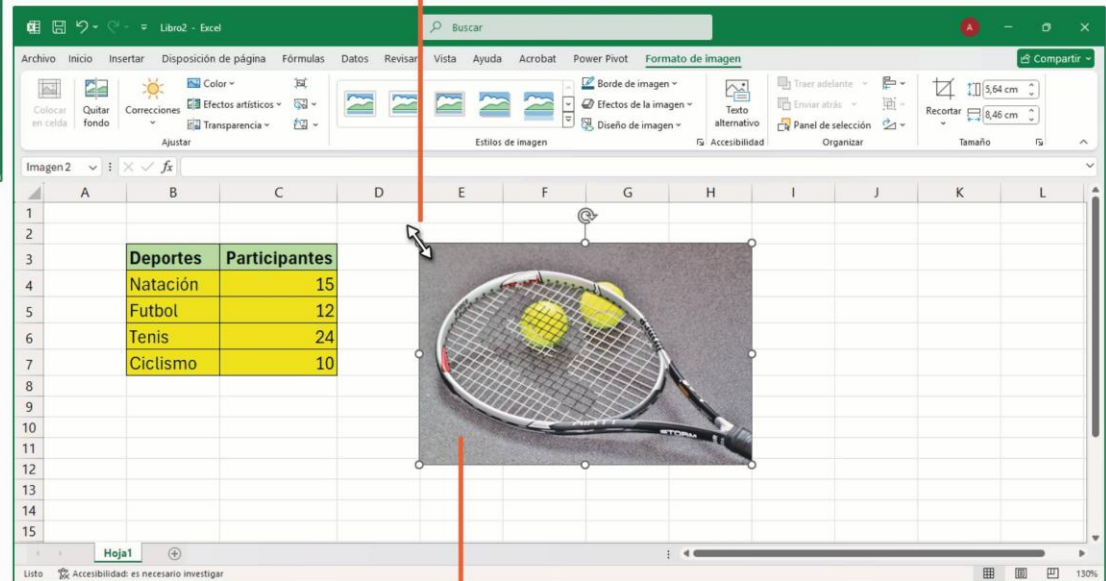 Libro2 - Excel
Buscar
A
Archivo Inicio Insertar Disposición de página Fórmulas Datos Revisar Vista Ayuda Acrobat Power Pivot Formato de imagen Compartir
Colocar en celda
Quitar fondo
Correcciones
Color
Efectos artísticos
Transparencia
Ajustar
Estilos de imagen
Borde de imagen
Efectos de la imagen
Diseño de imagen
Texto alternativo
Accesibilidad
Traer adelante
Enviar atrás
Panel de selección
Organizar
Recortar
5,64 cm
8,46 cm
Tamaño
Imagen 2 fx
A B C D E F G H I J K L
1
2
3 Deportes Participantes
4 Natación 15
5 Futbol 12
6 Tenis 24
7 Ciclismo 10
8
9
10
11
12
13
14
15
STORM
Hoja1
Listo Accesibilidad: es necesario investigar 130%